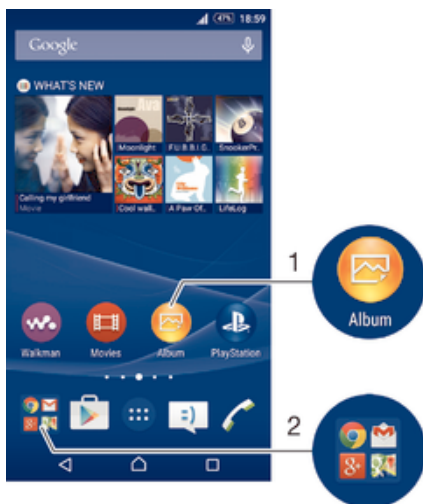 47% 18:59
Google
WHAT'S NEW
Ava
Moonlight
F.U.B.B.I.G.
SnookerPr..
Calling my girlfriend
Movie
Cool wall..
A Paw Of..
LifeLog
1
Album
Walkman
Movies
Album
PlayStation
2